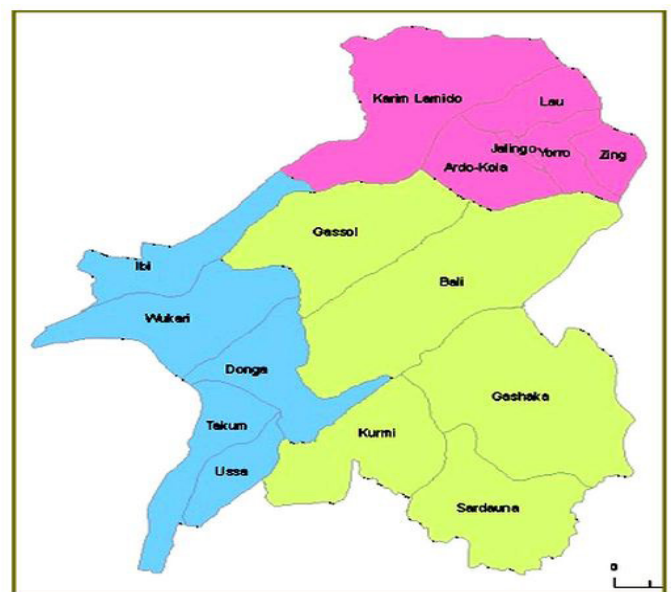 Karim Lamido
Lau
Jalingo
Yorro
Zing
Ardo-Kola
Gassol
Ibi
Bali
Wukari
Donga
Gashaka
Takum
Kurmi
Ussa
Sardauna
0